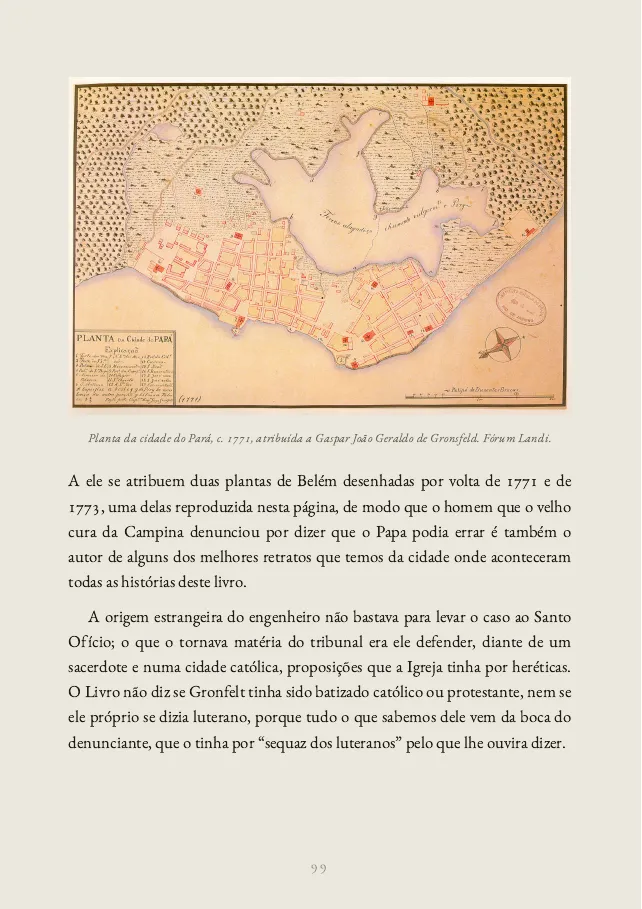 Fórma alagadiça
PLANTA da Cidade do PARÁ
Explicaçaõ
(1771)
Planta da cidade do Pará, c. 1771, atribuída a Gaspar João Geraldo de Gronsfeld. Fórum Landi.
A ele se atribuem duas plantas de Belém desenhadas por volta de 1771 e de
1773, uma delas reproduzida nesta página, de modo que o homem que o velho
cura da Campina denunciou por dizer que o Papa podia errar é também o
autor de alguns dos melhores retratos que temos da cidade onde aconteceram
todas as histórias deste livro.
A origem estrangeira do engenheiro não bastava para levar o caso ao Santo
Ofício; o que o tornava matéria do tribunal era ele defender, diante de um
sacerdote e numa cidade católica, proposições que a Igreja tinha por heréticas.
O Livro não diz se Gronfelt tinha sido batizado católico ou protestante, nem se
ele próprio se dizia luterano, porque tudo o que sabemos dele vem da boca do
denunciante, que o tinha por “sequaz dos luteranos” pelo que lhe ouvira dizer.
99